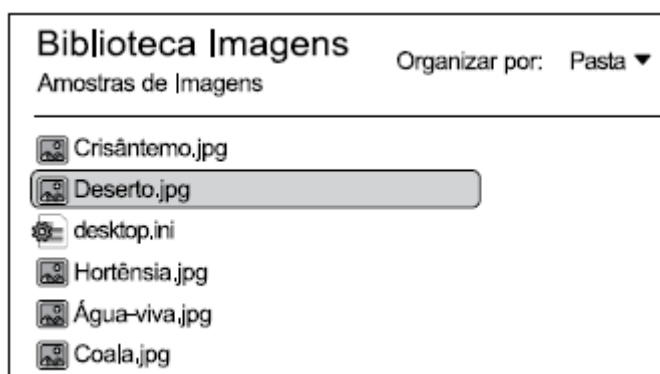 Biblioteca Imagens
Amostras de Imagens
Organizar por: Pasta ▼
Crisântemo.jpg
Deserto.jpg
desktop.ini
Hortênsia.jpg
Água-viva.jpg
Coala.jpg